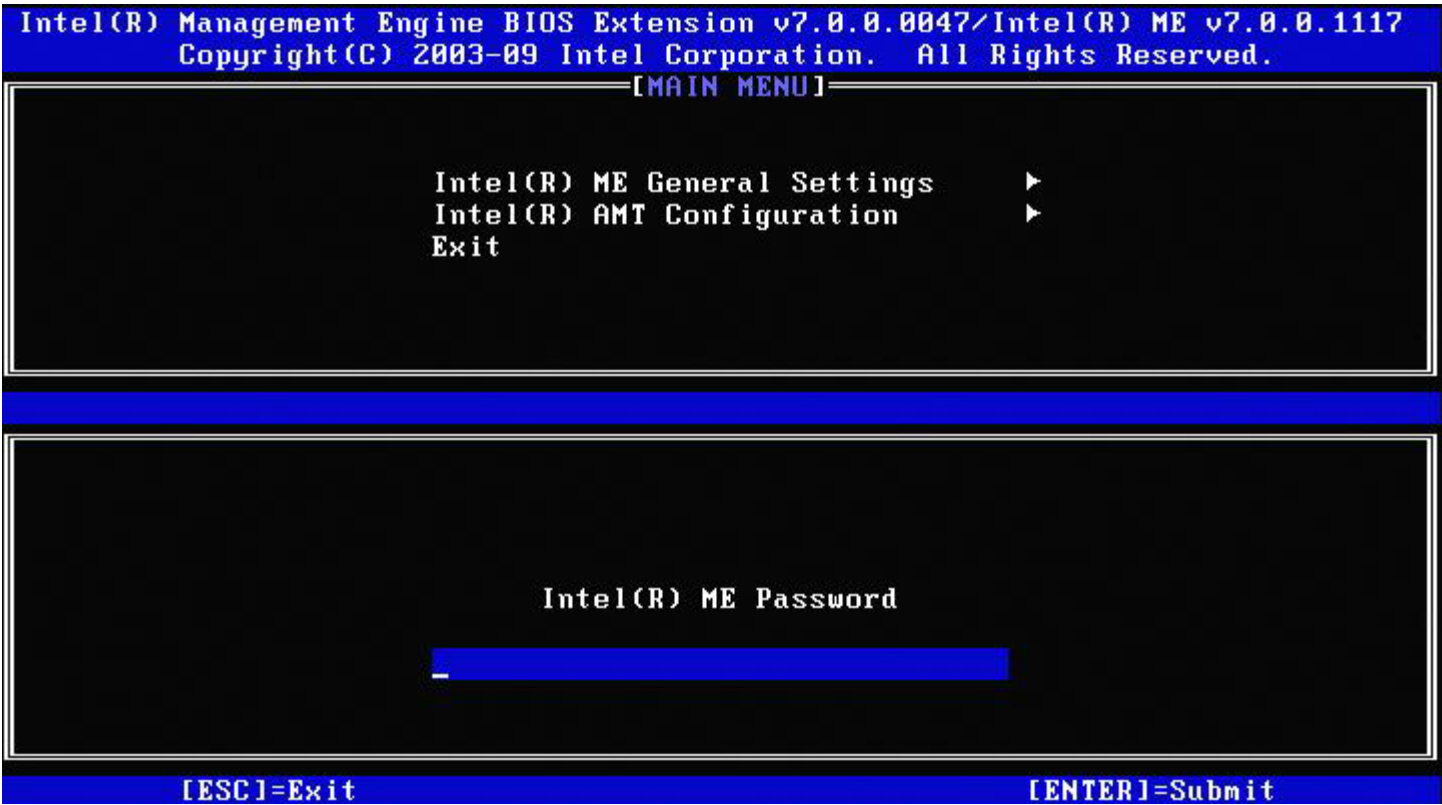 Intel(R) Management Engine BIOS Extension v7.0.0.0047/Intel(R) ME v7.0.0.1117
Copyright(C) 2003-09 Intel Corporation.  All Rights Reserved.
[MAIN MENU]
Intel(R) ME General Settings ►
Intel(R) AMT Configuration ►
Exit
Intel(R) ME Password
[ESC]=Exit [ENTER]=Submit